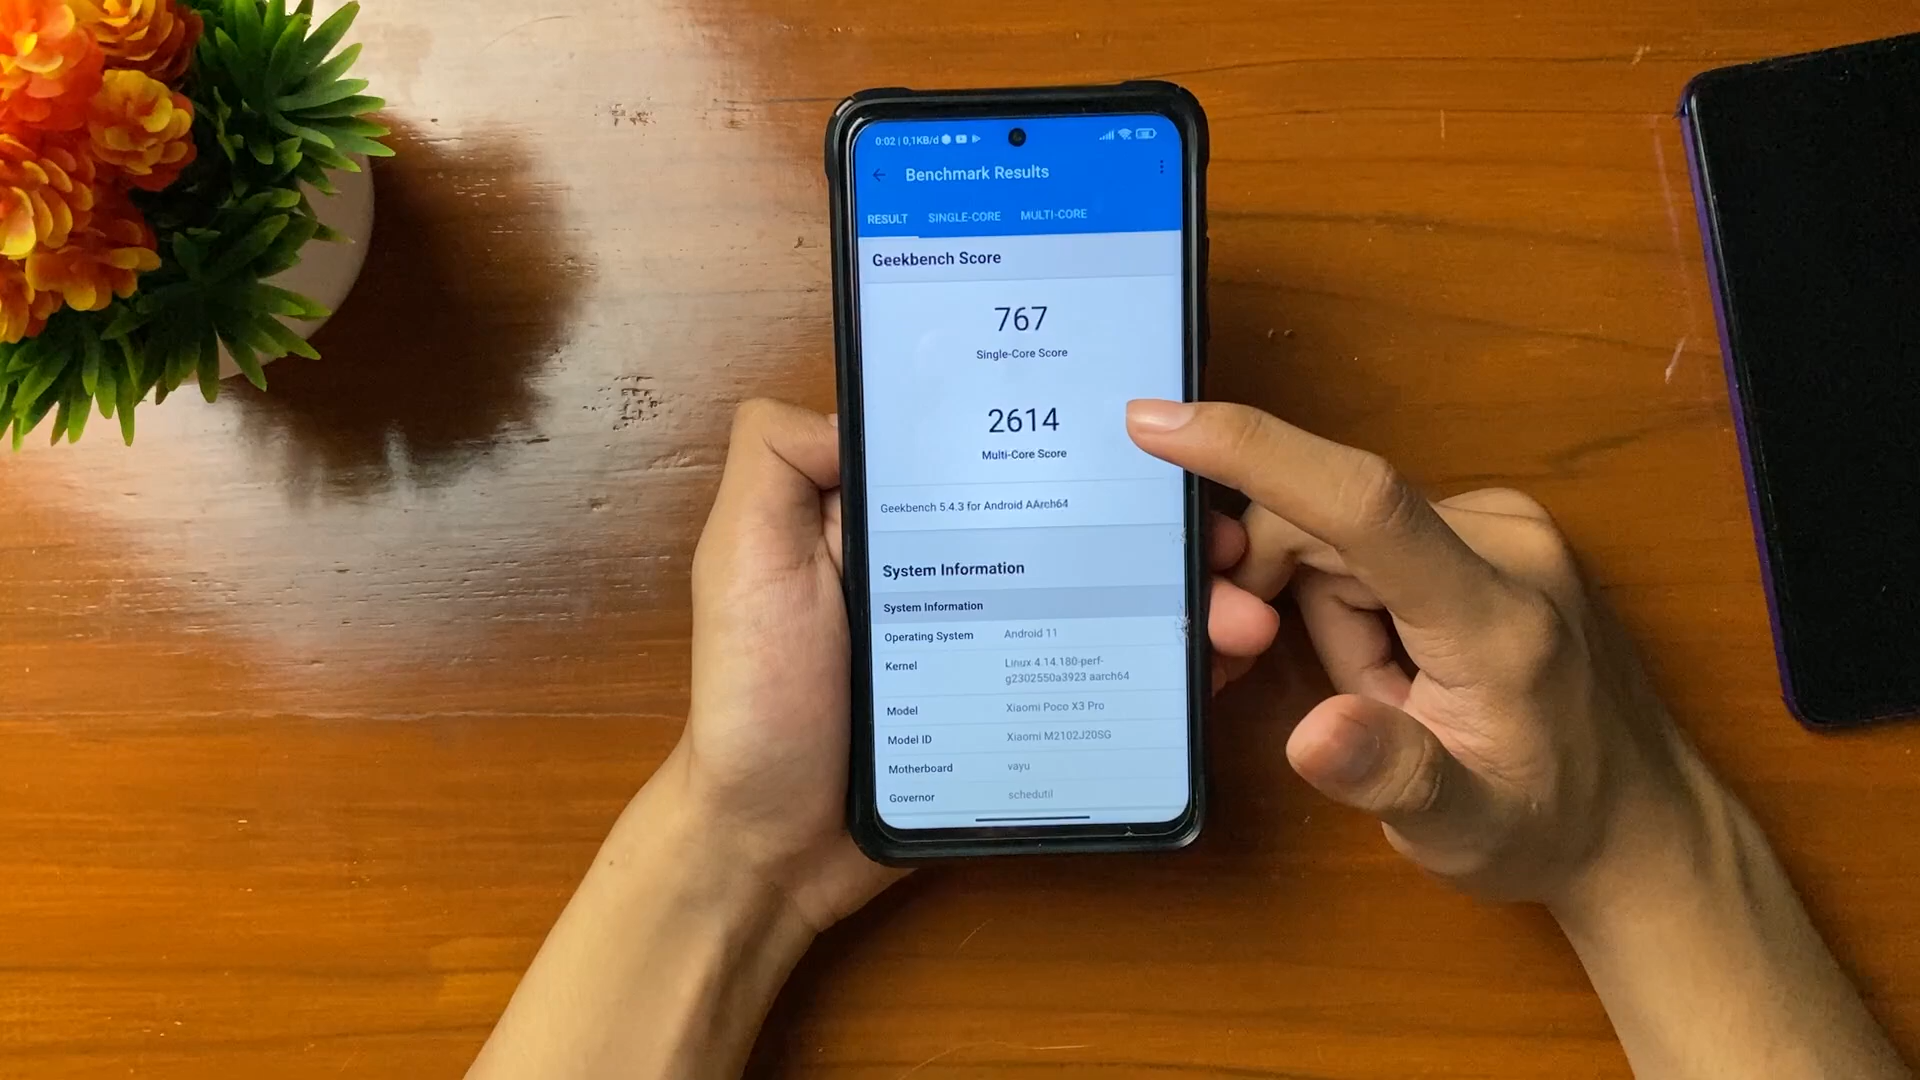 0:02 | 0,1KB/d
Benchmark Results
RESULT SINGLE-CORE MULTI-CORE
Geekbench Score
767
Single-Core Score
2614
Multi-Core Score
Geekbench 5.4.3 for Android AArch64
System Information
System Information
Operating System Android 11
Kernel Linux 4.14.180-perf-
g2302550a3923 aarch64
Model Xiaomi Poco X3 Pro
Model ID Xiaomi M2102J20SG
Motherboard vayu
Governor schedutil